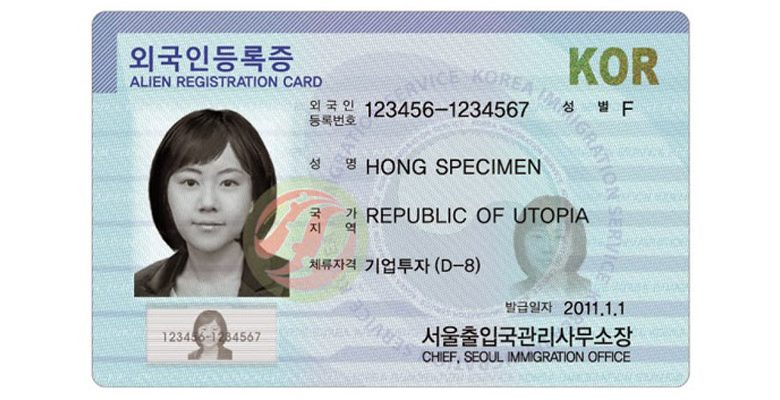 외국인등록증
ALIEN REGISTRATION CARD
KOR
외국인 등록번호 123456-1234567 성별 F
성명 HONG SPECIMEN
국가 지역 REPUBLIC OF UTOPIA
체류자격 기업투자 (D-8)
발급일자 2011.1.1
123456-1234567
서울출입국관리사무소장
CHIEF, SEOUL IMMIGRATION OFFICE
KOREA IMMIGRATION SERVICE